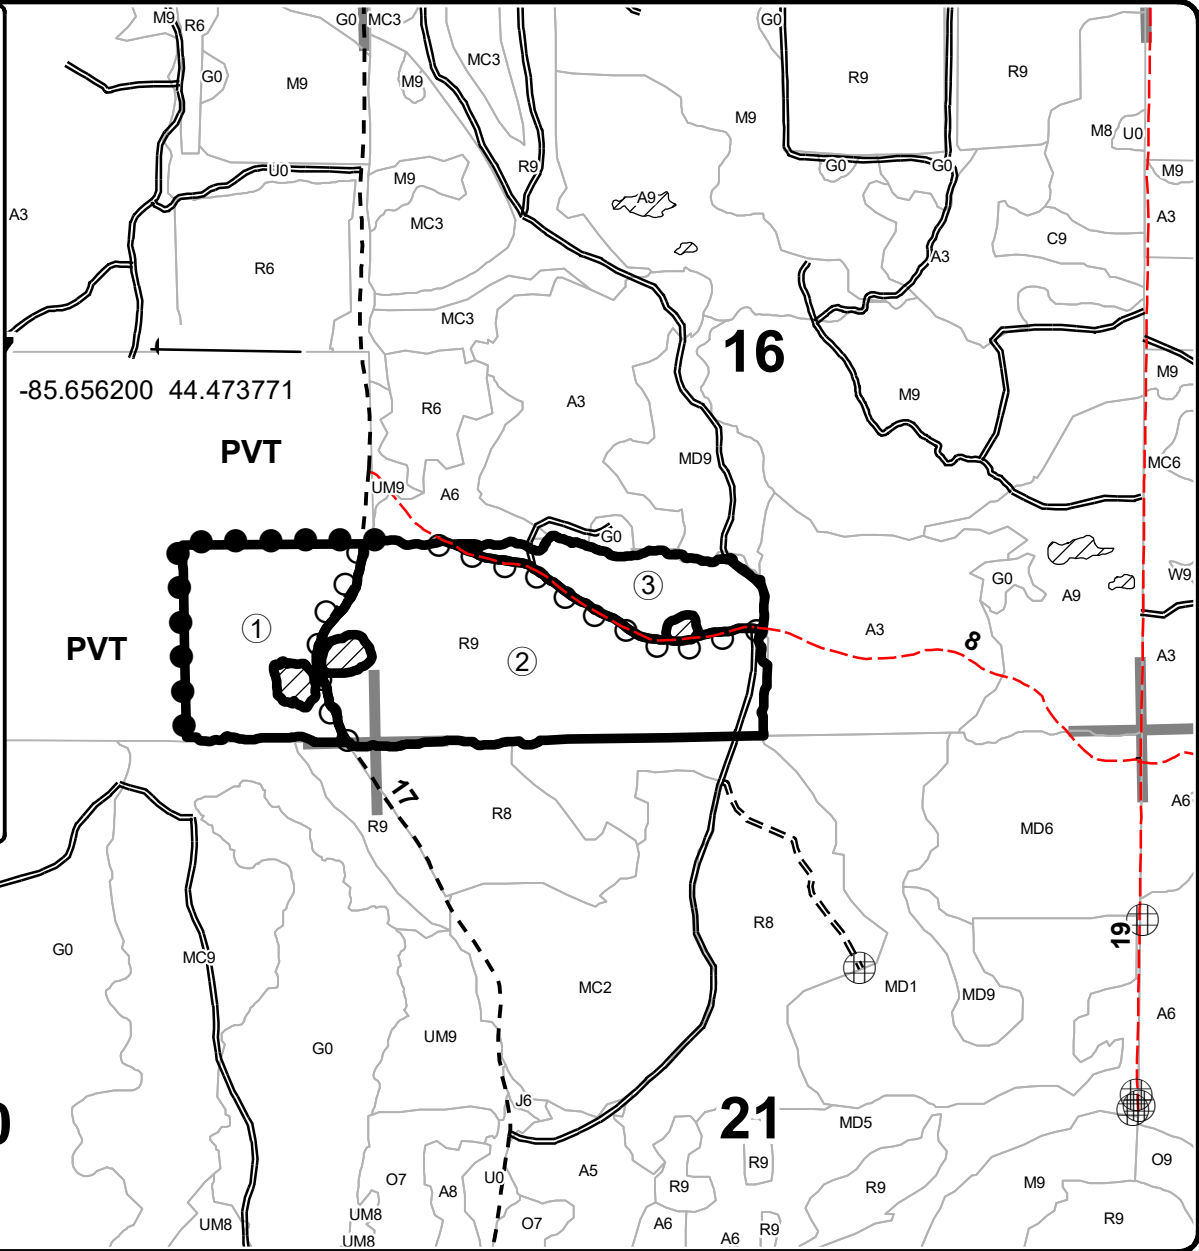 M9 R6 G0 MC3 G0
MC3
G0 M9 M9 R9 R9
M9
M8 U0
U0 M9 R9 G0 G0 M9
A3 MC3 A9 A3
C9
R6 A3
MC3
16
-85.656200 44.473771
M9
R6 A3 M9
PVT
MD9 MC6
UM9 A6
G0
3 G0 A9 W9
1 A3 8
PVT R9 2 A3
17
R9 R8 MD6 A6
R8
G0 MC9 19
MC2 MD1 MD9
A6
G0 UM9
J6
0 21 MD5
R9 O9
O7 A8 U0 A5 R9 R9 M9
UM8 UM8 O7 A6 R9 R9
UM8 A6